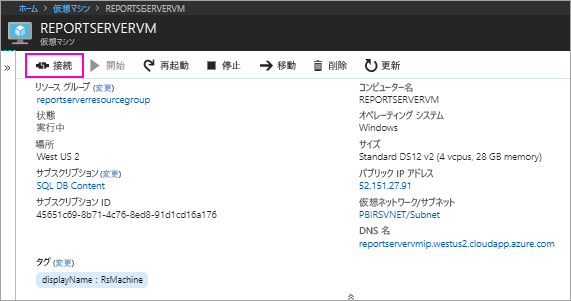 ホーム > 仮想マシン > REPORTSERVERVM
REPORTSERVERVM
仮想マシン
» 接続 開始 再起動 停止 移動 削除 更新
リソース グループ (変更)
reportserverresourcegroup
状態
実行中
場所
West US 2
サブスクリプション (変更)
SQL DB Content
サブスクリプション ID
45651c69-8b71-4c76-8ed8-91d1cd16a176
コンピューター名
REPORTSERVERVM
オペレーティング システム
Windows
サイズ
Standard DS12 v2 (4 vcpus, 28 GB memory)
パブリック IP アドレス
52.151.27.91
仮想ネットワーク/サブネット
PBIRSVNET/Subnet
DNS 名
reportservervmip.westus2.cloudapp.azure.com
タグ (変更)
displayName : RsMachine